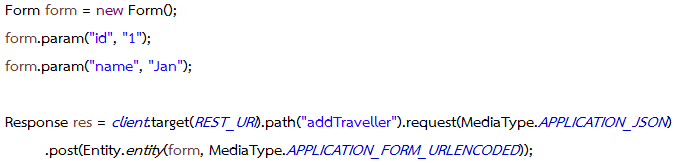 Form form = new Form();
form.param("id", "1");
form.param("name", "Jan");
Response res = client.target(REST_URI).path("addTraveller").request(MediaType.APPLICATION_JSON)
.post(Entity.entity(form, MediaType.APPLICATION_FORM_URLENCODED));